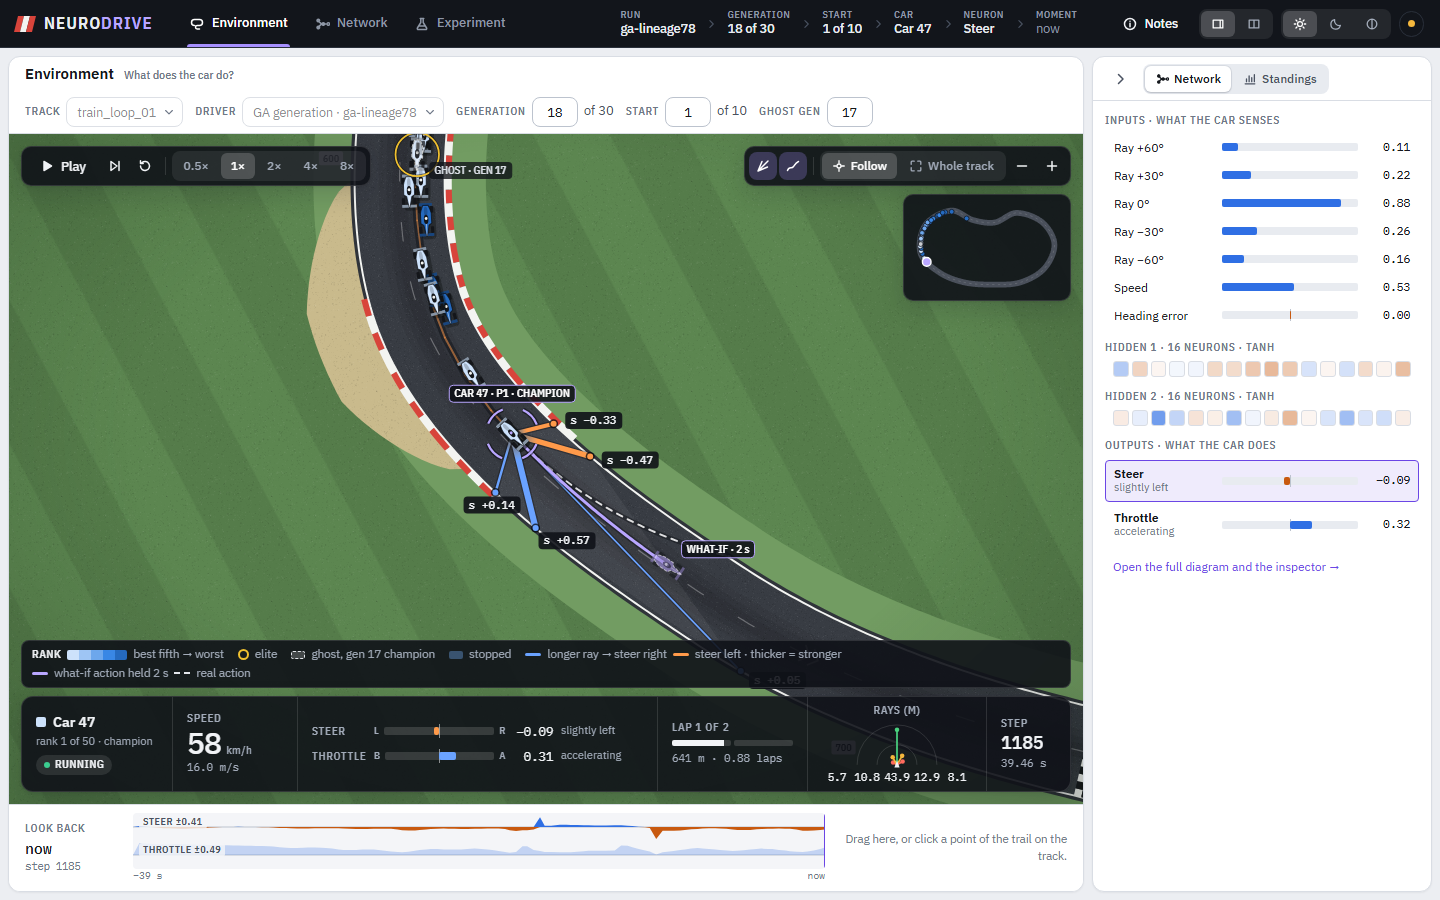 NEURODRIVE
Environment
Network
Experiment
RUN
ga-lineage78
GENERATION
18 of 30
START
1 of 10
CAR
Car 47
NEURON
Steer
MOMENT
now
Notes
Environment What does the car do?
TRACK train_loop_01 DRIVER GA generation · ga-lineage78 GENERATION 18 of 30 START 1 of 10 GHOST GEN 17
Play 0.5× 1× 2× 4× 8×
600
Follow Whole track
GHOST · GEN 17
CAR 47 · P1 · CHAMPION
s −0.33
s −0.47
s +0.14
s +0.57
WHAT-IF · 2 s
s +0.05
RANK best fifth → worst elite ghost, gen 17 champion stopped longer ray → steer right steer left · thicker = stronger
what-if action held 2 s real action
Car 47
rank 1 of 50 · champion
RUNNING
SPEED
58 km/h
16.0 m/s
STEER L R −0.09 slightly left
THROTTLE B A 0.31 accelerating
LAP 1 OF 2
641 m · 0.88 laps
700
RAYS (M)
5.7 10.8 43.9 12.9 8.1
STEP
1185
39.46 s
LOOK BACK
now
step 1185
STEER ±0.41
THROTTLE ±0.49
−39 s
now
Drag here, or click a point of the trail on the
track.
Network
Standings
INPUTS · WHAT THE CAR SENSES
Ray +60° 0.11
Ray +30° 0.22
Ray 0° 0.88
Ray −30° 0.26
Ray −60° 0.16
Speed 0.53
Heading error 0.00
HIDDEN 1 · 16 NEURONS · TANH
HIDDEN 2 · 16 NEURONS · TANH
OUTPUTS · WHAT THE CAR DOES
Steer
slightly left
−0.09
Throttle
accelerating
0.32
Open the full diagram and the inspector →